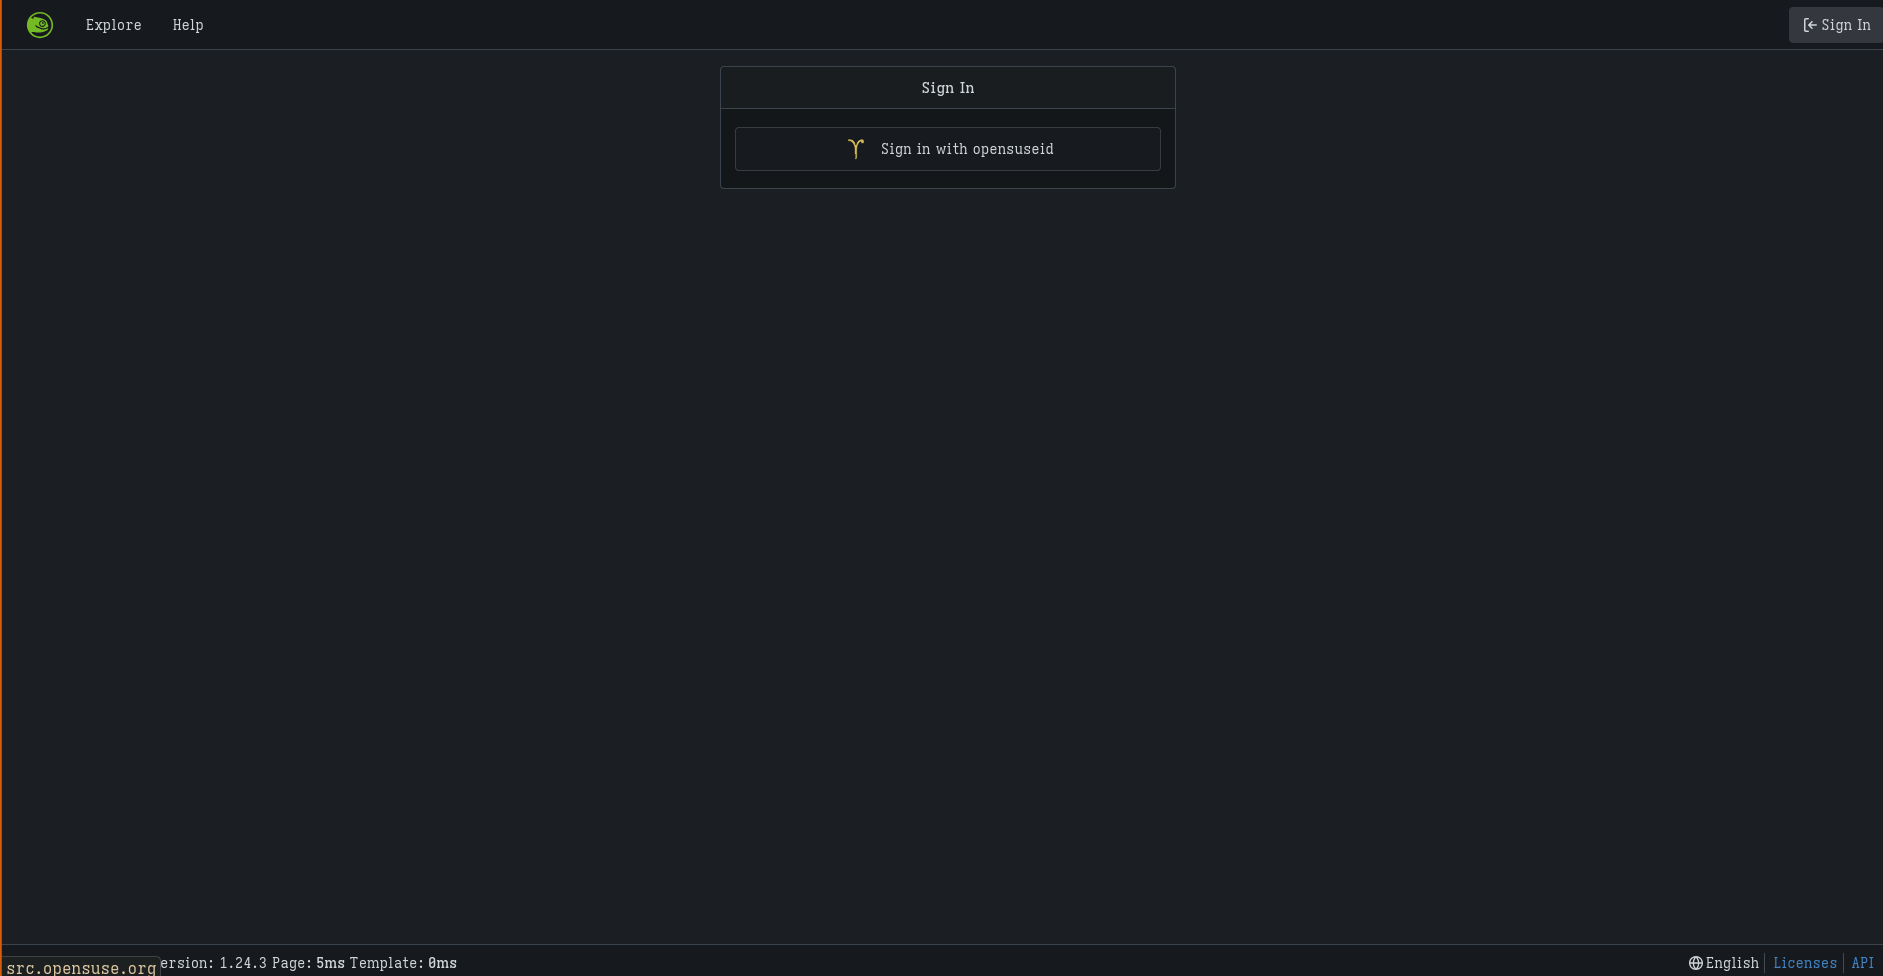 Explore Help Sign In
Sign In
Sign in with opensuseid
ersion: 1.24.3 Page: 5ms Template: 0ms English Licenses API
src.opensuse.org